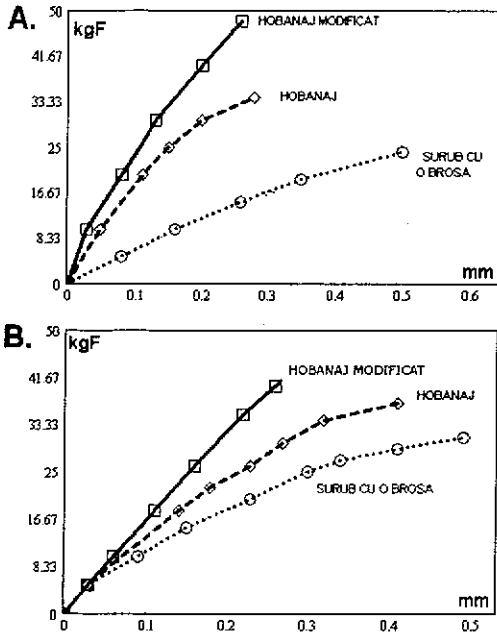 A.
50
kgF
HOBANAJ MODIFICAT
41.67
33.33
HOBANAJ
25
SURUB CU
O BROSA
16.67
8.33
mm
0
0 0.1 0.2 0.3 0.4 0.5 0.6
B.
58
kgF
41.67
HOBANAJ MODIFICAT
HOBANAJ
33.33
25
SURUB CU O BROSA
16.67
8.33
mm
0
0 0.1 0.2 0.3 0.4 0.5